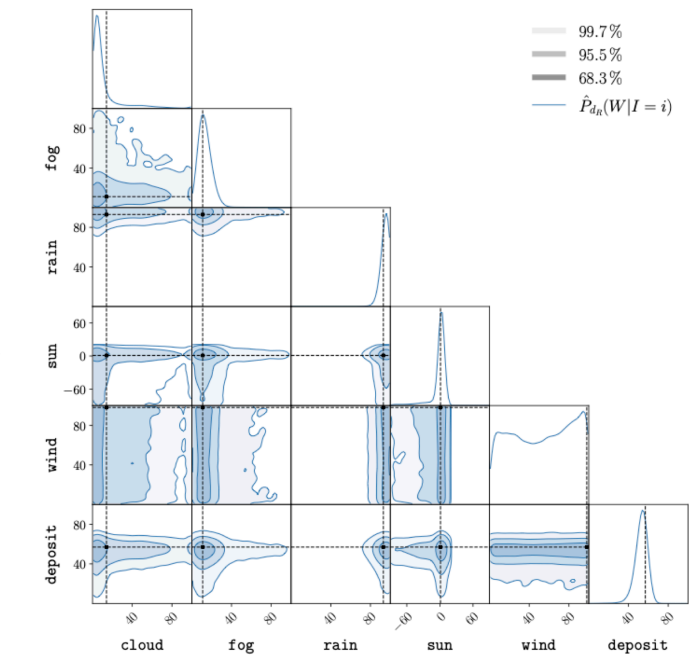 99.7 %
95.5 %
68.3 %
P̂_{d_R}(W|I = i)
fog
80
40
rain
80
40
sun
60
0
−60
wind
80
40
deposit
80
40
40 80 40 80 40 80 −60 0 60 40 80 40 80
cloud fog rain sun wind deposit